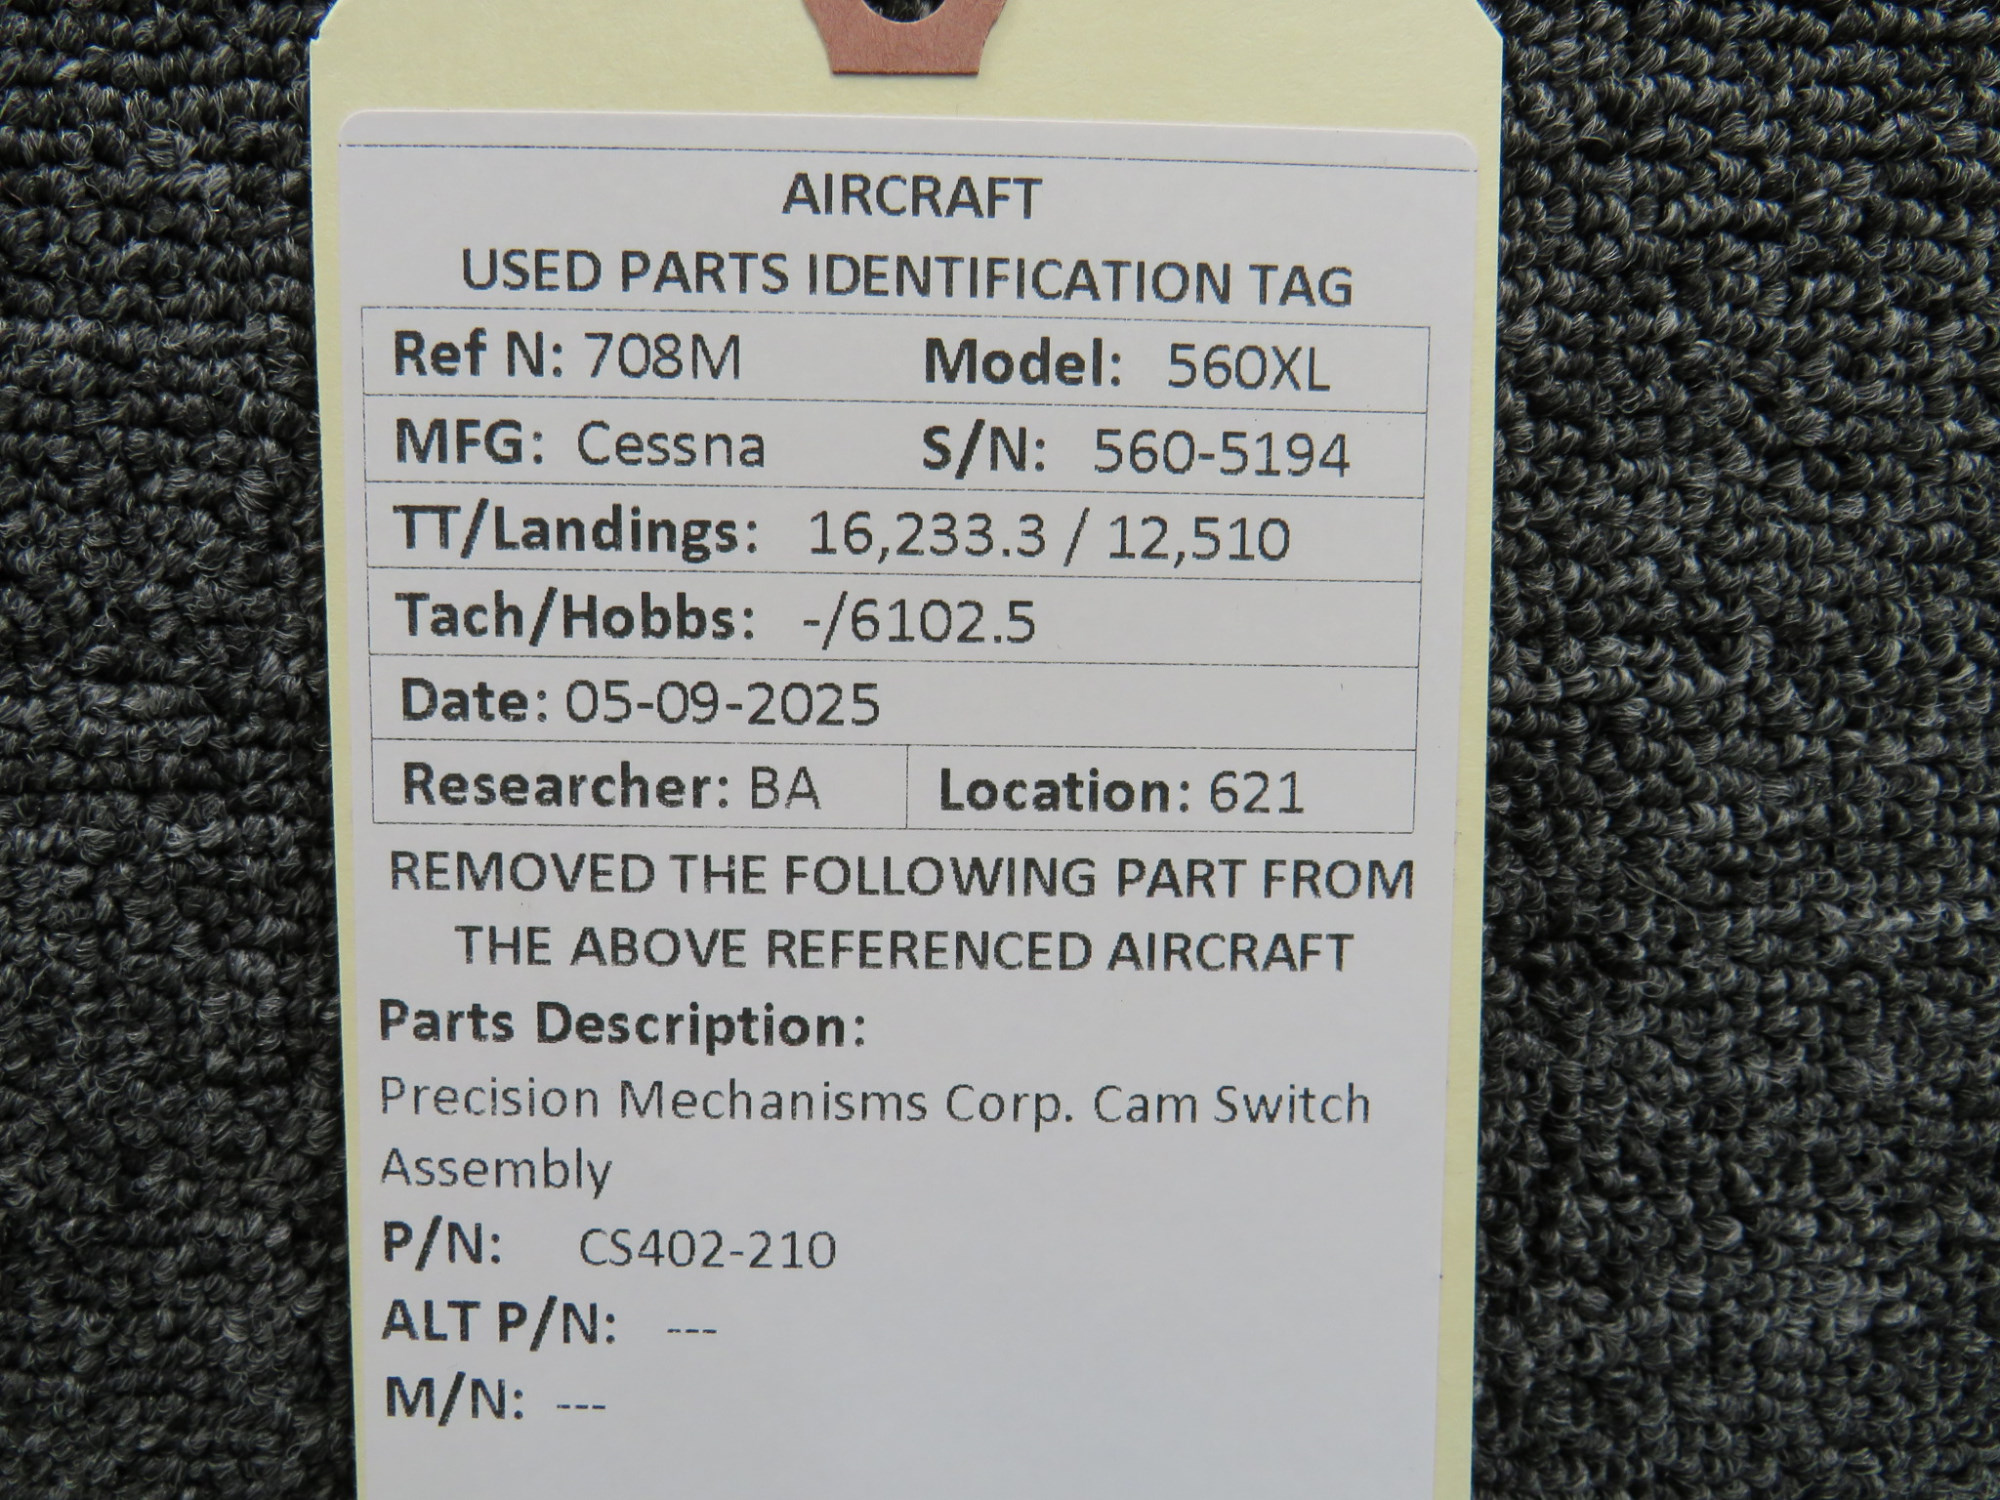 AIRCRAFT
USED PARTS IDENTIFICATION TAG
Ref N: 708M Model: 560XL
MFG: Cessna S/N: 560-5194
TT/Landings: 16,233.3 / 12,510
Tach/Hobbs: -/6102.5
Date: 05-09-2025
Researcher: BA Location: 621
REMOVED THE FOLLOWING PART FROM
THE ABOVE REFERENCED AIRCRAFT
Parts Description:
Precision Mechanisms Corp. Cam Switch
Assembly
P/N: CS402-210
ALT P/N: ---
M/N: ---